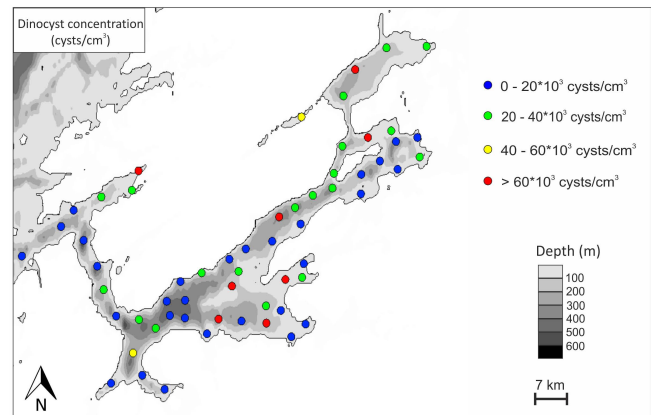 Dinocyst concentration
(cysts/cm³)
0 - 20*10³ cysts/cm³
20 - 40*10³ cysts/cm³
40 - 60*10³ cysts/cm³
> 60*10³ cysts/cm³
Depth (m)
100
200
300
400
500
600
7 km
N